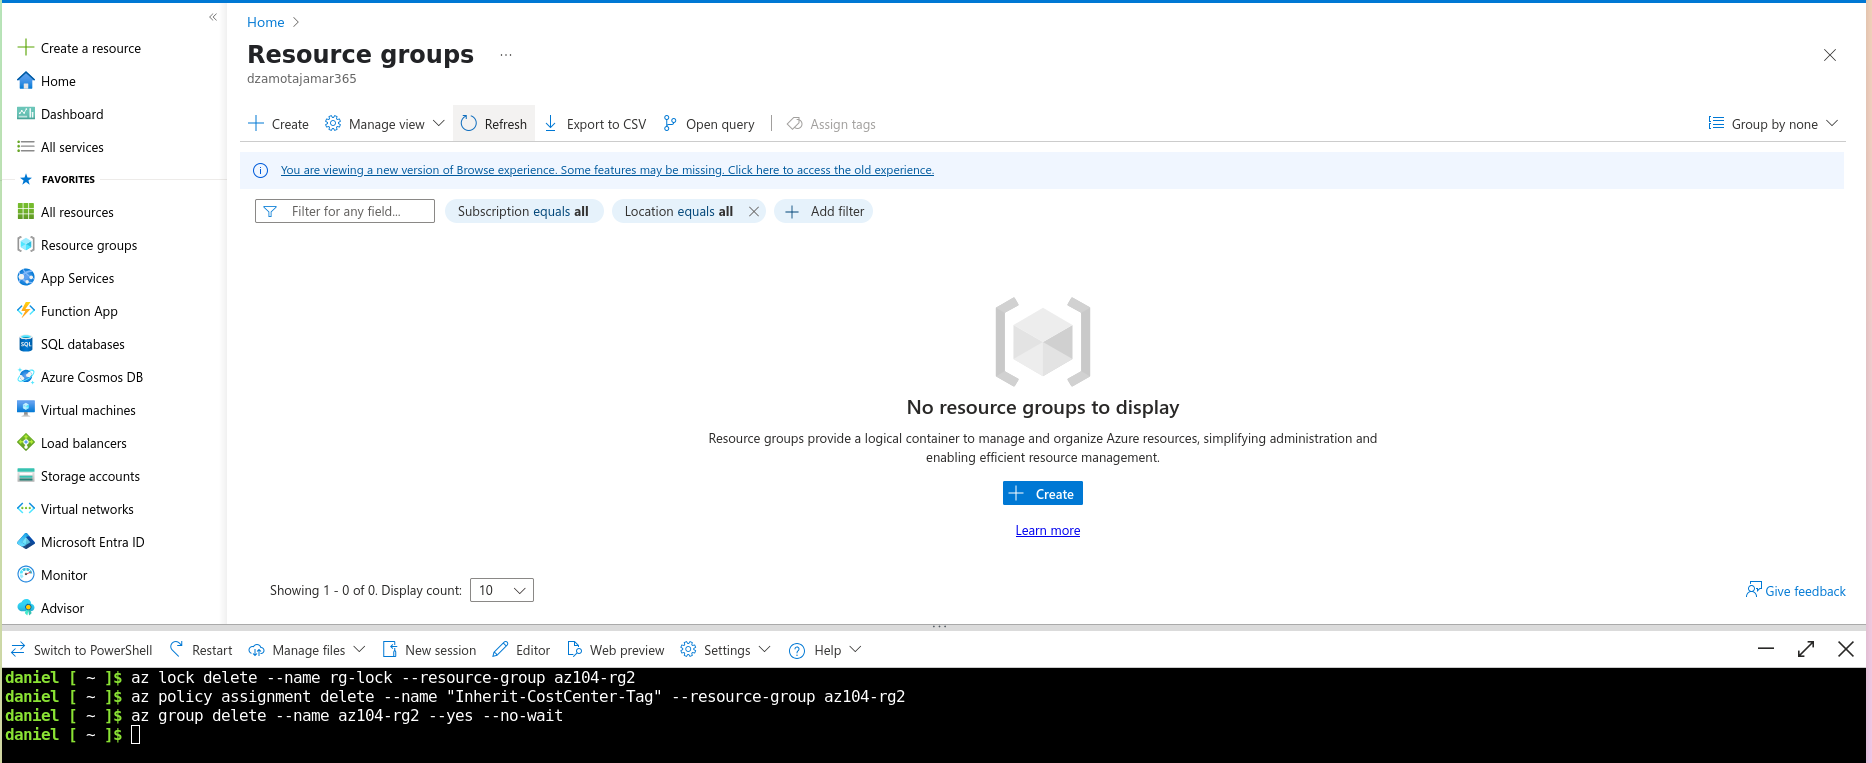 Home
Resource groups ...
dzamotajamar365
Create a resource
Home
Dashboard
All services
FAVORITES
All resources
Resource groups
App Services
Function App
SQL databases
Azure Cosmos DB
Virtual machines
Load balancers
Storage accounts
Virtual networks
Microsoft Entra ID
Monitor
Advisor
Create Manage view Refresh Export to CSV Open query Assign tags Group by none
You are viewing a new version of Browse experience. Some features may be missing. Click here to access the old experience.
Filter for any field... Subscription equals all Location equals all Add filter
No resource groups to display
Resource groups provide a logical container to manage and organize Azure resources, simplifying administration and
enabling efficient resource management.
Create
Learn more
Showing 1 - 0 of 0. Display count: 10 Give feedback
Switch to PowerShell Restart Manage files New session Editor Web preview Settings Help
daniel [ ~ ]$ az lock delete --name rg-lock --resource-group az104-rg2
daniel [ ~ ]$ az policy assignment delete --name "Inherit-CostCenter-Tag" --resource-group az104-rg2
daniel [ ~ ]$ az group delete --name az104-rg2 --yes --no-wait
daniel [ ~ ]$